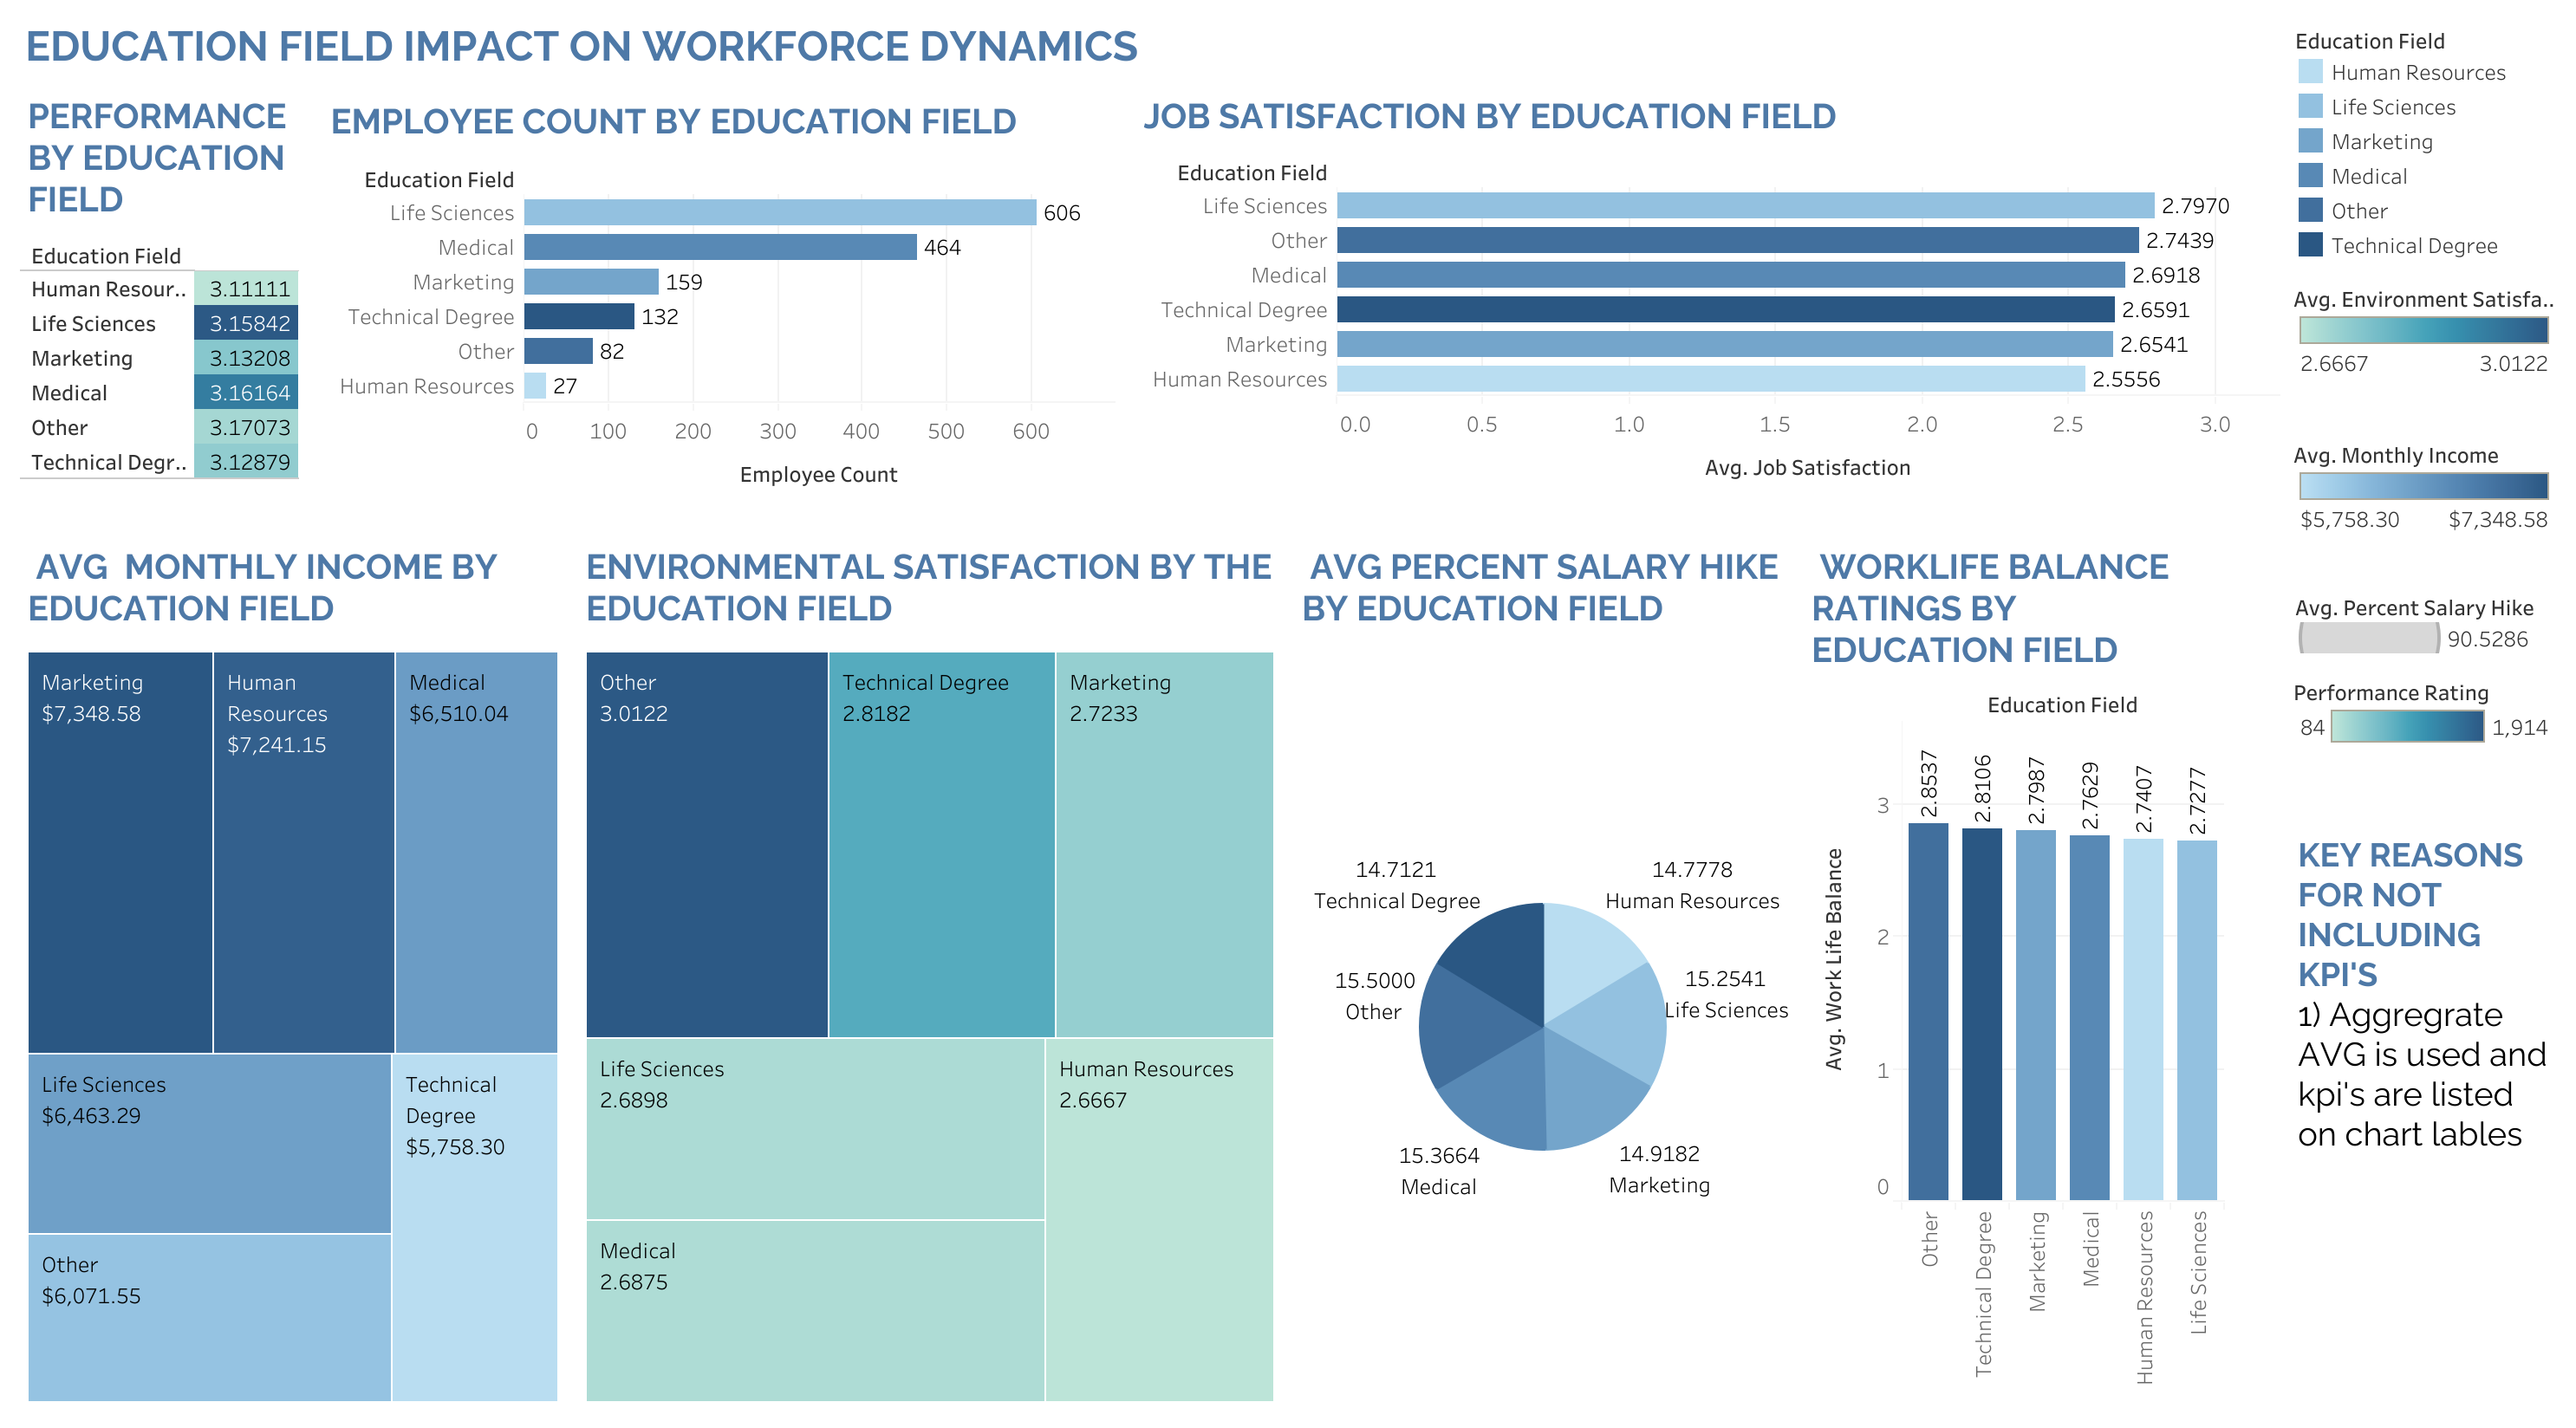 EDUCATION FIELD IMPACT ON WORKFORCE DYNAMICS
PERFORMANCE
BY EDUCATION
FIELD
Education Field
Human Resour.. 3.11111
Life Sciences 3.15842
Marketing 3.13208
Medical 3.16164
Other 3.17073
Technical Degr.. 3.12879
EMPLOYEE COUNT BY EDUCATION FIELD
Education Field
Life Sciences 606
Medical 464
Marketing 159
Technical Degree 132
Other 82
Human Resources 27
0 100 200 300 400 500 600
Employee Count
JOB SATISFACTION BY EDUCATION FIELD
Education Field
Life Sciences 2.7970
Other 2.7439
Medical 2.6918
Technical Degree 2.6591
Marketing 2.6541
Human Resources 2.5556
0.0 0.5 1.0 1.5 2.0 2.5 3.0
Avg. Job Satisfaction
Education Field
Human Resources
Life Sciences
Marketing
Medical
Other
Technical Degree
Avg. Environment Satisfa..
2.6667 3.0122
Avg. Monthly Income
$5,758.30 $7,348.58
Avg. Percent Salary Hike
90.5286
Performance Rating
84 1,914
AVG MONTHLY INCOME BY
EDUCATION FIELD
Marketing
$7,348.58
Human
Resources
$7,241.15
Medical
$6,510.04
Life Sciences
$6,463.29
Technical
Degree
$5,758.30
Other
$6,071.55
ENVIRONMENTAL SATISFACTION BY THE
EDUCATION FIELD
Other
3.0122
Technical Degree
2.8182
Marketing
2.7233
Life Sciences
2.6898
Human Resources
2.6667
Medical
2.6875
AVG PERCENT SALARY HIKE
BY EDUCATION FIELD
14.7121
Technical Degree
14.7778
Human Resources
15.5000
Other
15.2541
Life Sciences
15.3664
Medical
14.9182
Marketing
WORKLIFE BALANCE
RATINGS BY
EDUCATION FIELD
Education Field
Avg. Work Life Balance
3
2
1
0
2.8537
2.8106
2.7987
2.7629
2.7407
2.7277
Other
Technical Degree
Marketing
Medical
Human Resources
Life Sciences
KEY REASONS
FOR NOT
INCLUDING
KPI'S
1) Aggregrate
AVG is used and
kpi's are listed
on chart lables